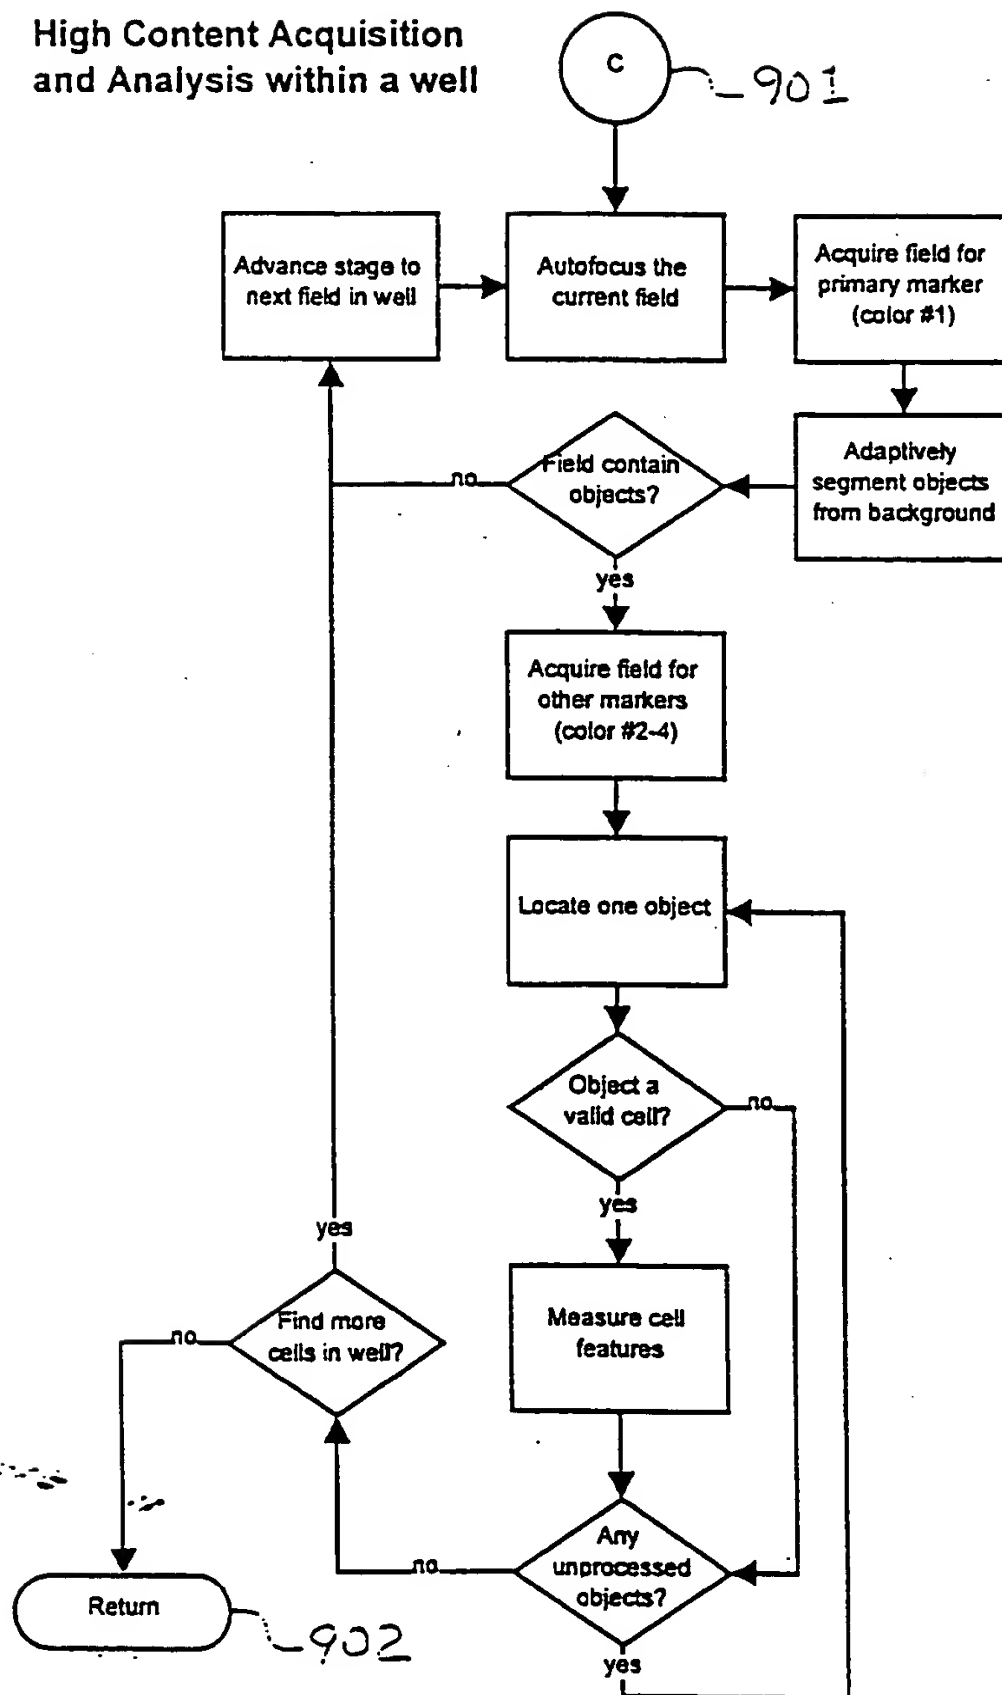 High Content Acquisition
and Analysis within a well
C
901
Advance stage to
next field in well
Autofocus the
current field
Acquire field for
primary marker
(color #1)
Field contain
objects?
no
Adaptively
segment objects
from background
yes
Acquire field for
other markers
(color #2-4)
Locate one object
Object a
valid cell?
no
yes
yes
Find more
cells in well?
no
Measure cell
features
Any
unprocessed
objects?
no
Return
902
yes